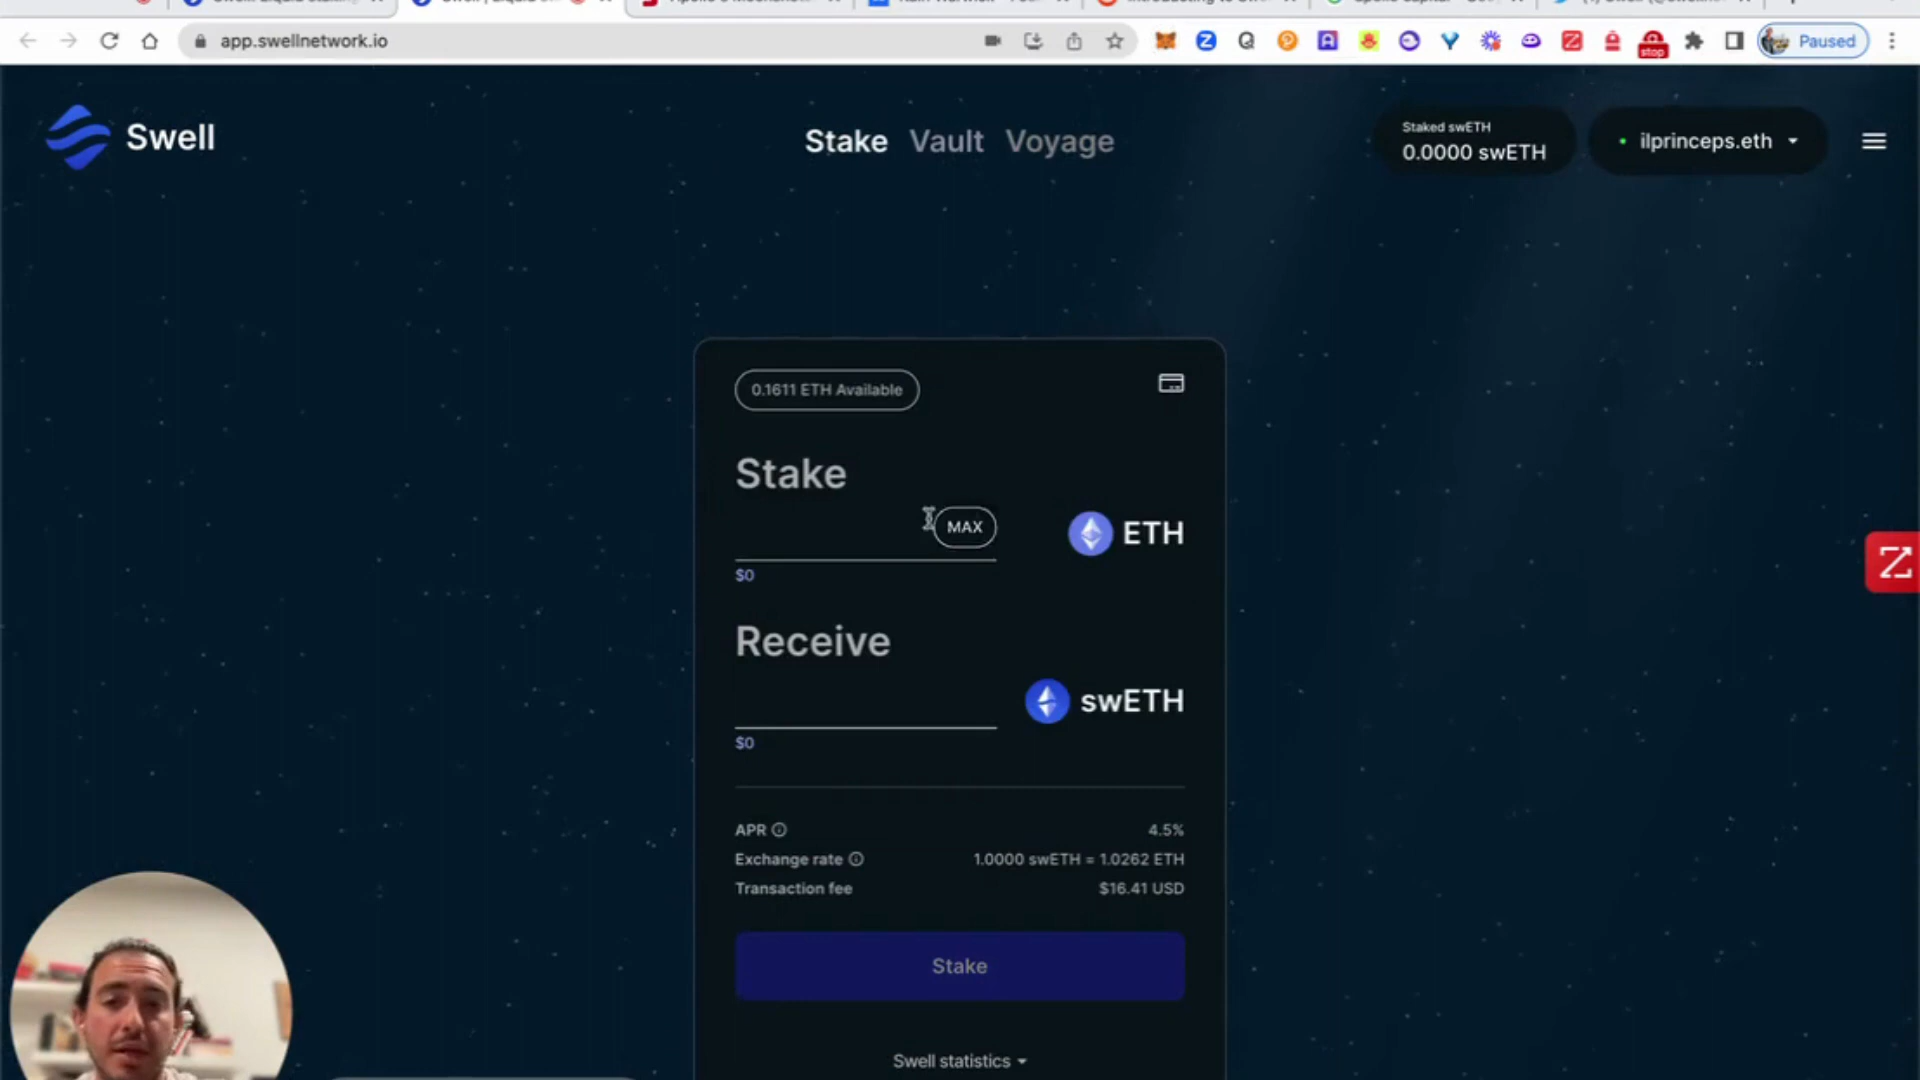 app.swellnetwork.io
stop
Paused
Swell
Stake Vault Voyage
Staked swETH
0.0000 swETH
ilprinceps.eth
0.1611 ETH Available
Stake
MAX
ETH
$0
Receive
swETH
$0
APR 4.5%
Exchange rate 1.0000 swETH = 1.0262 ETH
Transaction fee $16.41 USD
Stake
Swell statistics